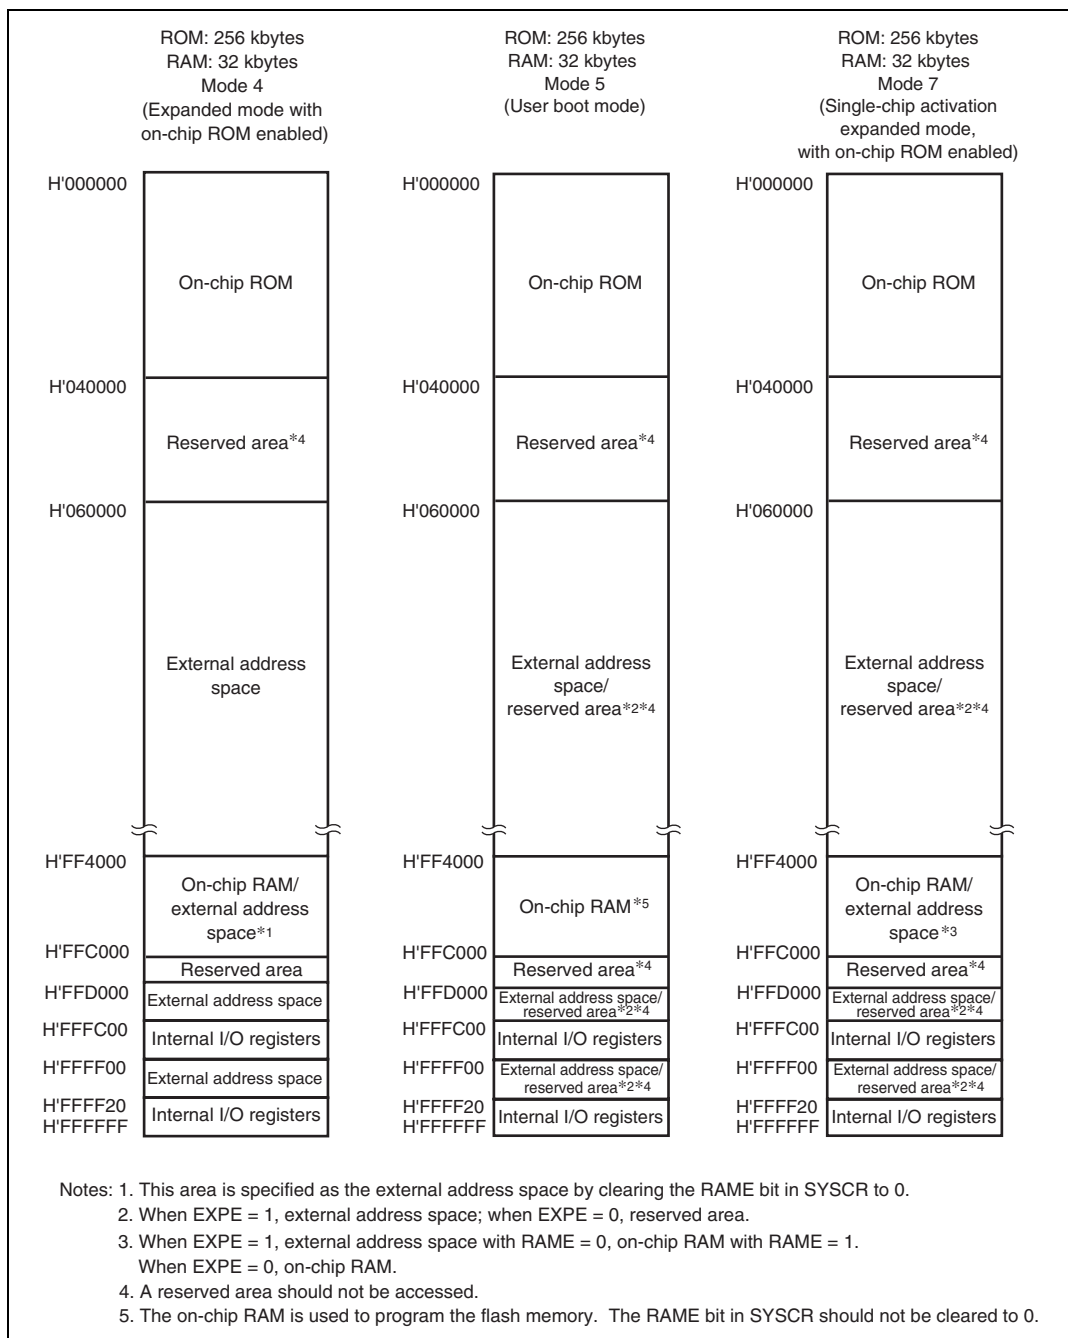 ROM: 256 kbytes
RAM: 32 kbytes
Mode 4
(Expanded mode with
on-chip ROM enabled)
H'000000
On-chip ROM
H'040000
Reserved area*4
H'060000
External address
space
H'FF4000
On-chip RAM/
external address
space*1
H'FFC000
Reserved area
H'FFD000
External address space
H'FFFC00
Internal I/O registers
H'FFFF00
External address space
H'FFFF20
Internal I/O registers
H'FFFFFF
ROM: 256 kbytes
RAM: 32 kbytes
Mode 5
(User boot mode)
H'000000
On-chip ROM
H'040000
Reserved area*4
H'060000
External address
space/
reserved area*2*4
H'FF4000
On-chip RAM*5
H'FFC000
Reserved area*4
H'FFD000
External address space/
reserved area*2*4
H'FFFC00
Internal I/O registers
H'FFFF00
External address space/
reserved area*2*4
H'FFFF20
Internal I/O registers
H'FFFFFF
ROM: 256 kbytes
RAM: 32 kbytes
Mode 7
(Single-chip activation
expanded mode,
with on-chip ROM enabled)
H'000000
On-chip ROM
H'040000
Reserved area*4
H'060000
External address
space/
reserved area*2*4
H'FF4000
On-chip RAM/
external address
space*3
H'FFC000
Reserved area*4
H'FFD000
External address space/
reserved area*2*4
H'FFFC00
Internal I/O registers
H'FFFF00
External address space/
reserved area*2*4
H'FFFF20
Internal I/O registers
H'FFFFFF
Notes: 1. This area is specified as the external address space by clearing the RAME bit in SYSCR to 0.
2. When EXPE = 1, external address space; when EXPE = 0, reserved area.
3. When EXPE = 1, external address space with RAME = 0, on-chip RAM with RAME = 1.
When EXPE = 0, on-chip RAM.
4. A reserved area should not be accessed.
5. The on-chip RAM is used to program the flash memory. The RAME bit in SYSCR should not be cleared to 0.